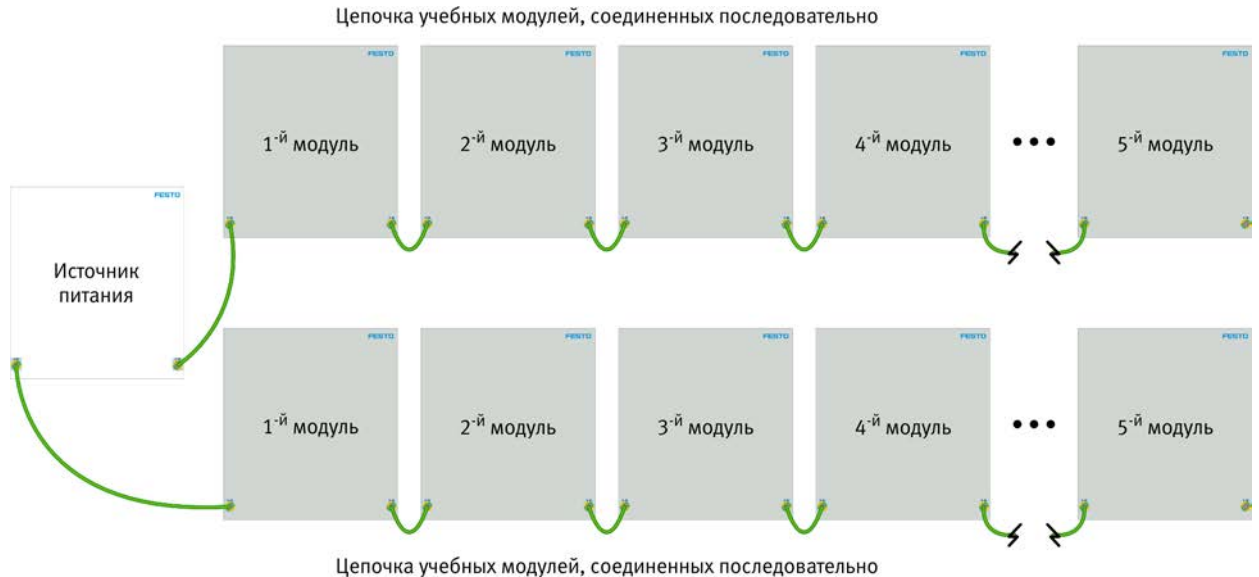 Цепочка учебных модулей, соединенных последовательно
FESTO FESTO FESTO FESTO FESTO
1-й модуль 2-й модуль 3-й модуль 4-й модуль ••• 5-й модуль
FESTO
Источник
питания
FESTO FESTO FESTO FESTO FESTO
1-й модуль 2-й модуль 3-й модуль 4-й модуль ••• 5-й модуль
Цепочка учебных модулей, соединенных последовательно